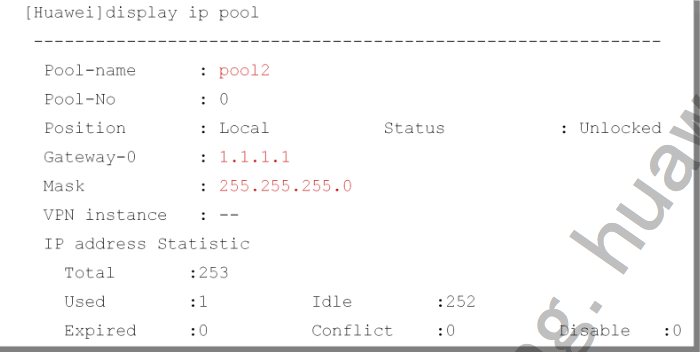 [Huawei]display ip pool
-------------------------------------------------------------
Pool-name : pool2
Pool-No : 0
Position : Local Status : Unlocked
Gateway-0 : 1.1.1.1
Mask : 255.255.255.0
VPN instance : --
IP address Statistic
Total :253
Used :1 Idle :252
Expired :0 Conflict :0 Disable :0
ng. huaw